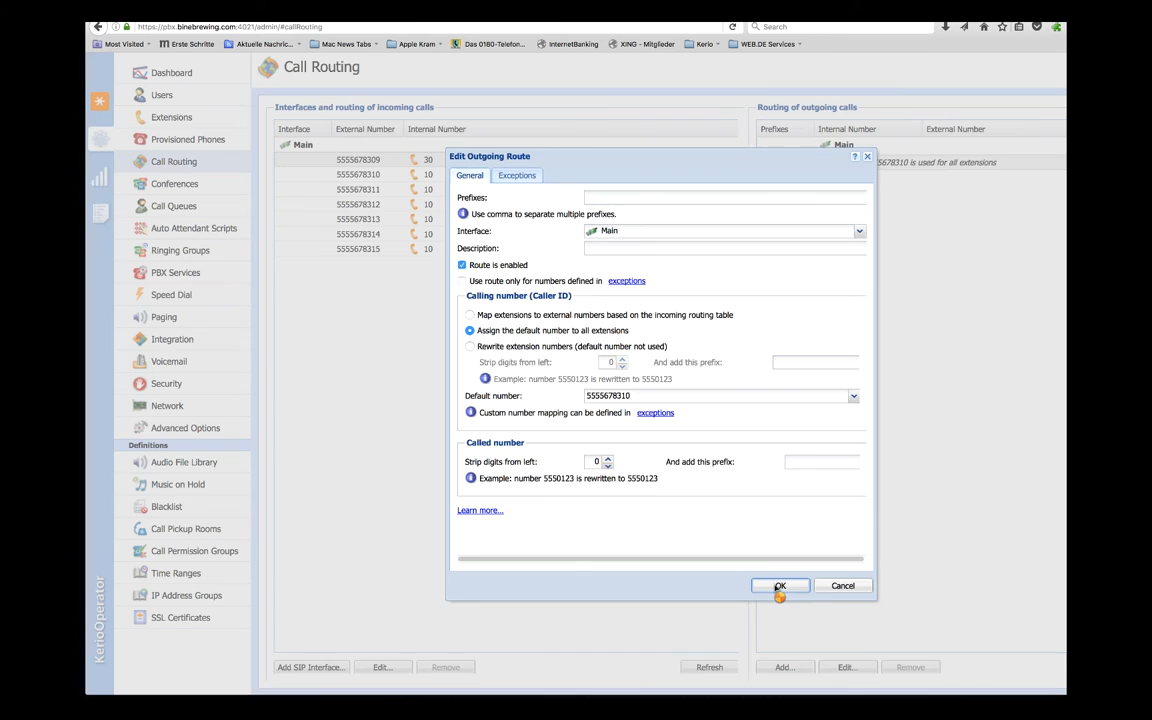 https://pbx.binebrewing.com:4021/admin/#callRouting
Search
Most Visited
Erste Schritte
Aktuelle Nachric...
Mac News Tabs
Apple Kram
Das 0180-Telefon...
InternetBanking
XING - Mitglieder
Kerio
WEB.DE Services
Dashboard
Users
Extensions
Provisioned Phones
Call Routing
Conferences
Call Queues
Auto Attendant Scripts
Ringing Groups
PBX Services
Speed Dial
Paging
Integration
Voicemail
Security
Network
Advanced Options
Definitions
Audio File Library
Music on Hold
Blacklist
Call Pickup Rooms
Call Permission Groups
Time Ranges
IP Address Groups
SSL Certificates
KerioOperator
Call Routing
Interfaces and routing of incoming calls
Interface External Number Internal Number
Main
5555678309 30
5555678310 10
5555678311 10
5555678312 10
5555678313 10
5555678314 10
5555678315 10
Add SIP Interface... Edit... Remove Refresh
Routing of outgoing calls
Prefixes Internal Number External Number
Main
678310 is used for all extensions
Add... Edit... Remove
Edit Outgoing Route
General Exceptions
Prefixes:
Use comma to separate multiple prefixes.
Interface: Main
Description:
Route is enabled
Use route only for numbers defined in exceptions
Calling number (Caller ID)
Map extensions to external numbers based on the incoming routing table
Assign the default number to all extensions
Rewrite extension numbers (default number not used)
Strip digits from left: 0 And add this prefix:
Example: number 5550123 is rewritten to 5550123
Default number: 5555678310
Custom number mapping can be defined in exceptions
Called number
Strip digits from left: 0 And add this prefix:
Example: number 5550123 is rewritten to 5550123
Learn more...
OK Cancel